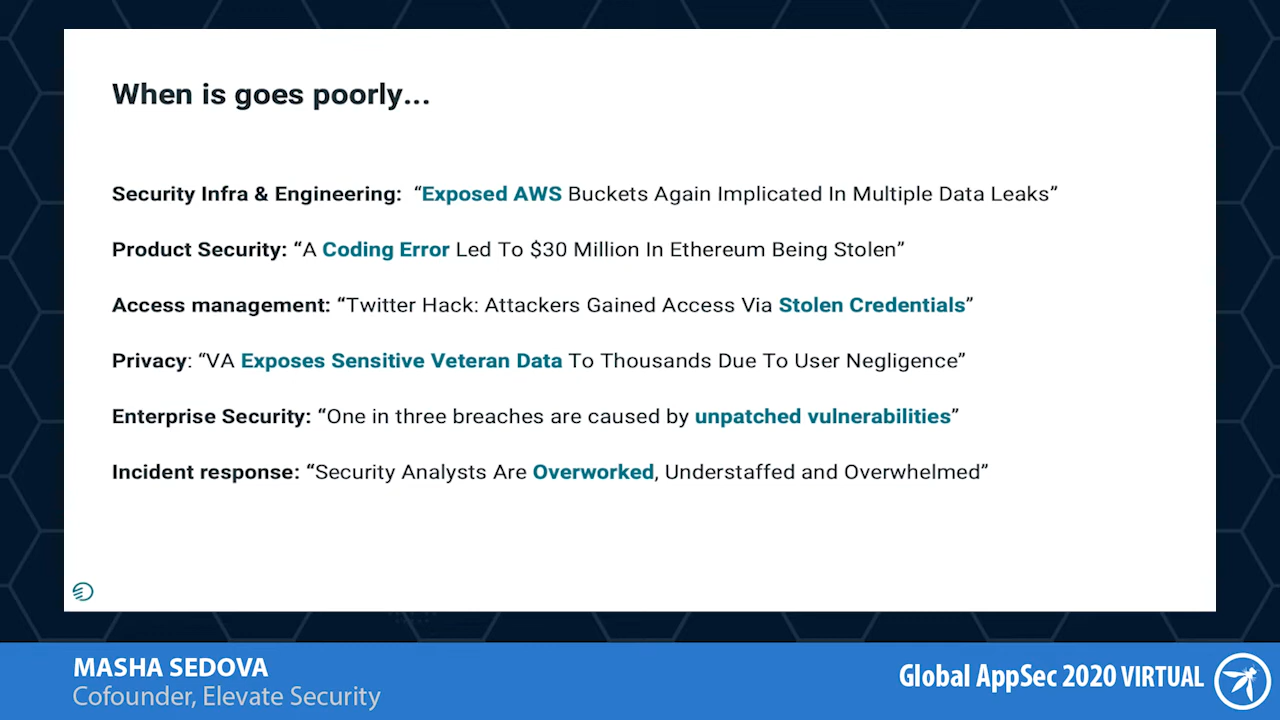 When is goes poorly...
Security Infra & Engineering: “Exposed AWS Buckets Again Implicated In Multiple Data Leaks”
Product Security: “A Coding Error Led To $30 Million In Ethereum Being Stolen”
Access management: “Twitter Hack: Attackers Gained Access Via Stolen Credentials”
Privacy: “VA Exposes Sensitive Veteran Data To Thousands Due To User Negligence”
Enterprise Security: “One in three breaches are caused by unpatched vulnerabilities”
Incident response: “Security Analysts Are Overworked, Understaffed and Overwhelmed”
MASHA SEDOVA
Cofounder, Elevate Security
Global AppSec 2020 VIRTUAL